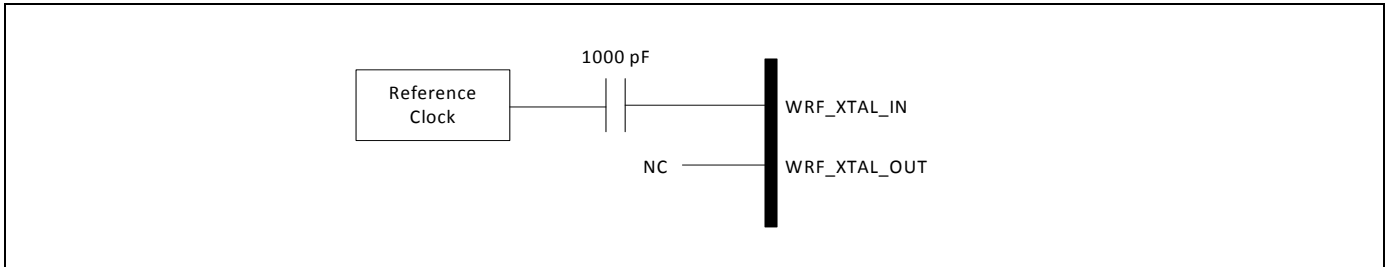 1000 pF
Reference
Clock
WRF_XTAL_IN
NC
WRF_XTAL_OUT